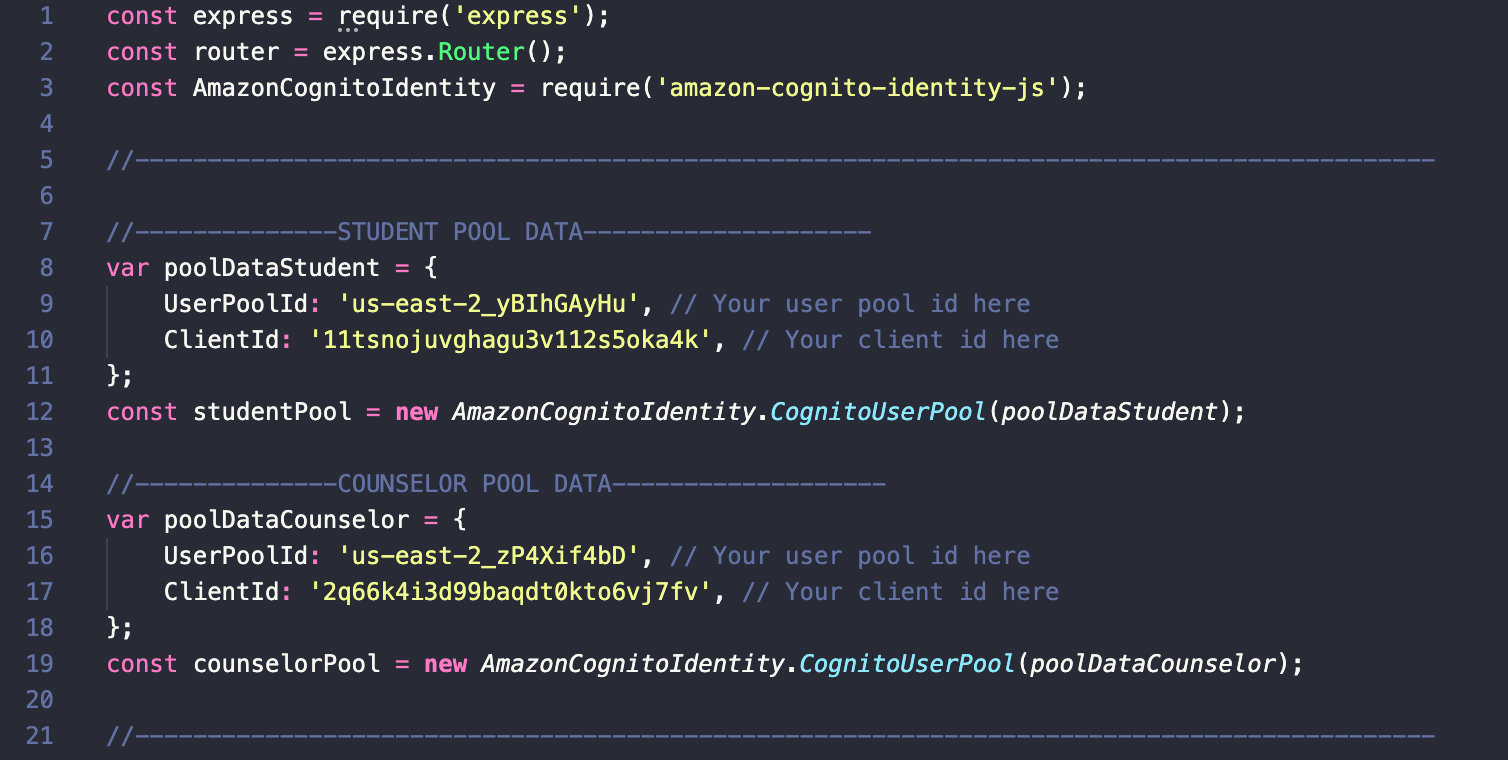 1 const express = require('express');
2 const router = express.Router();
3 const AmazonCognitoIdentity = require('amazon-cognito-identity-js');
4
5 //------------------------------------------------------------------------------------------
6
7 //--------------STUDENT POOL DATA--------------------
8 var poolDataStudent = {
9 UserPoolId: 'us-east-2_yBIhGAyHu', // Your user pool id here
10 ClientId: '11tsnojuvghagu3v112s5oka4k', // Your client id here
11 };
12 const studentPool = new AmazonCognitoIdentity.CognitoUserPool(poolDataStudent);
13
14 //--------------COUNSELOR POOL DATA-------------------
15 var poolDataCounselor = {
16 UserPoolId: 'us-east-2_zP4Xif4bD', // Your user pool id here
17 ClientId: '2q66k4i3d99baqdt0kto6vj7fv', // Your client id here
18 };
19 const counselorPool = new AmazonCognitoIdentity.CognitoUserPool(poolDataCounselor);
20
21 //------------------------------------------------------------------------------------------